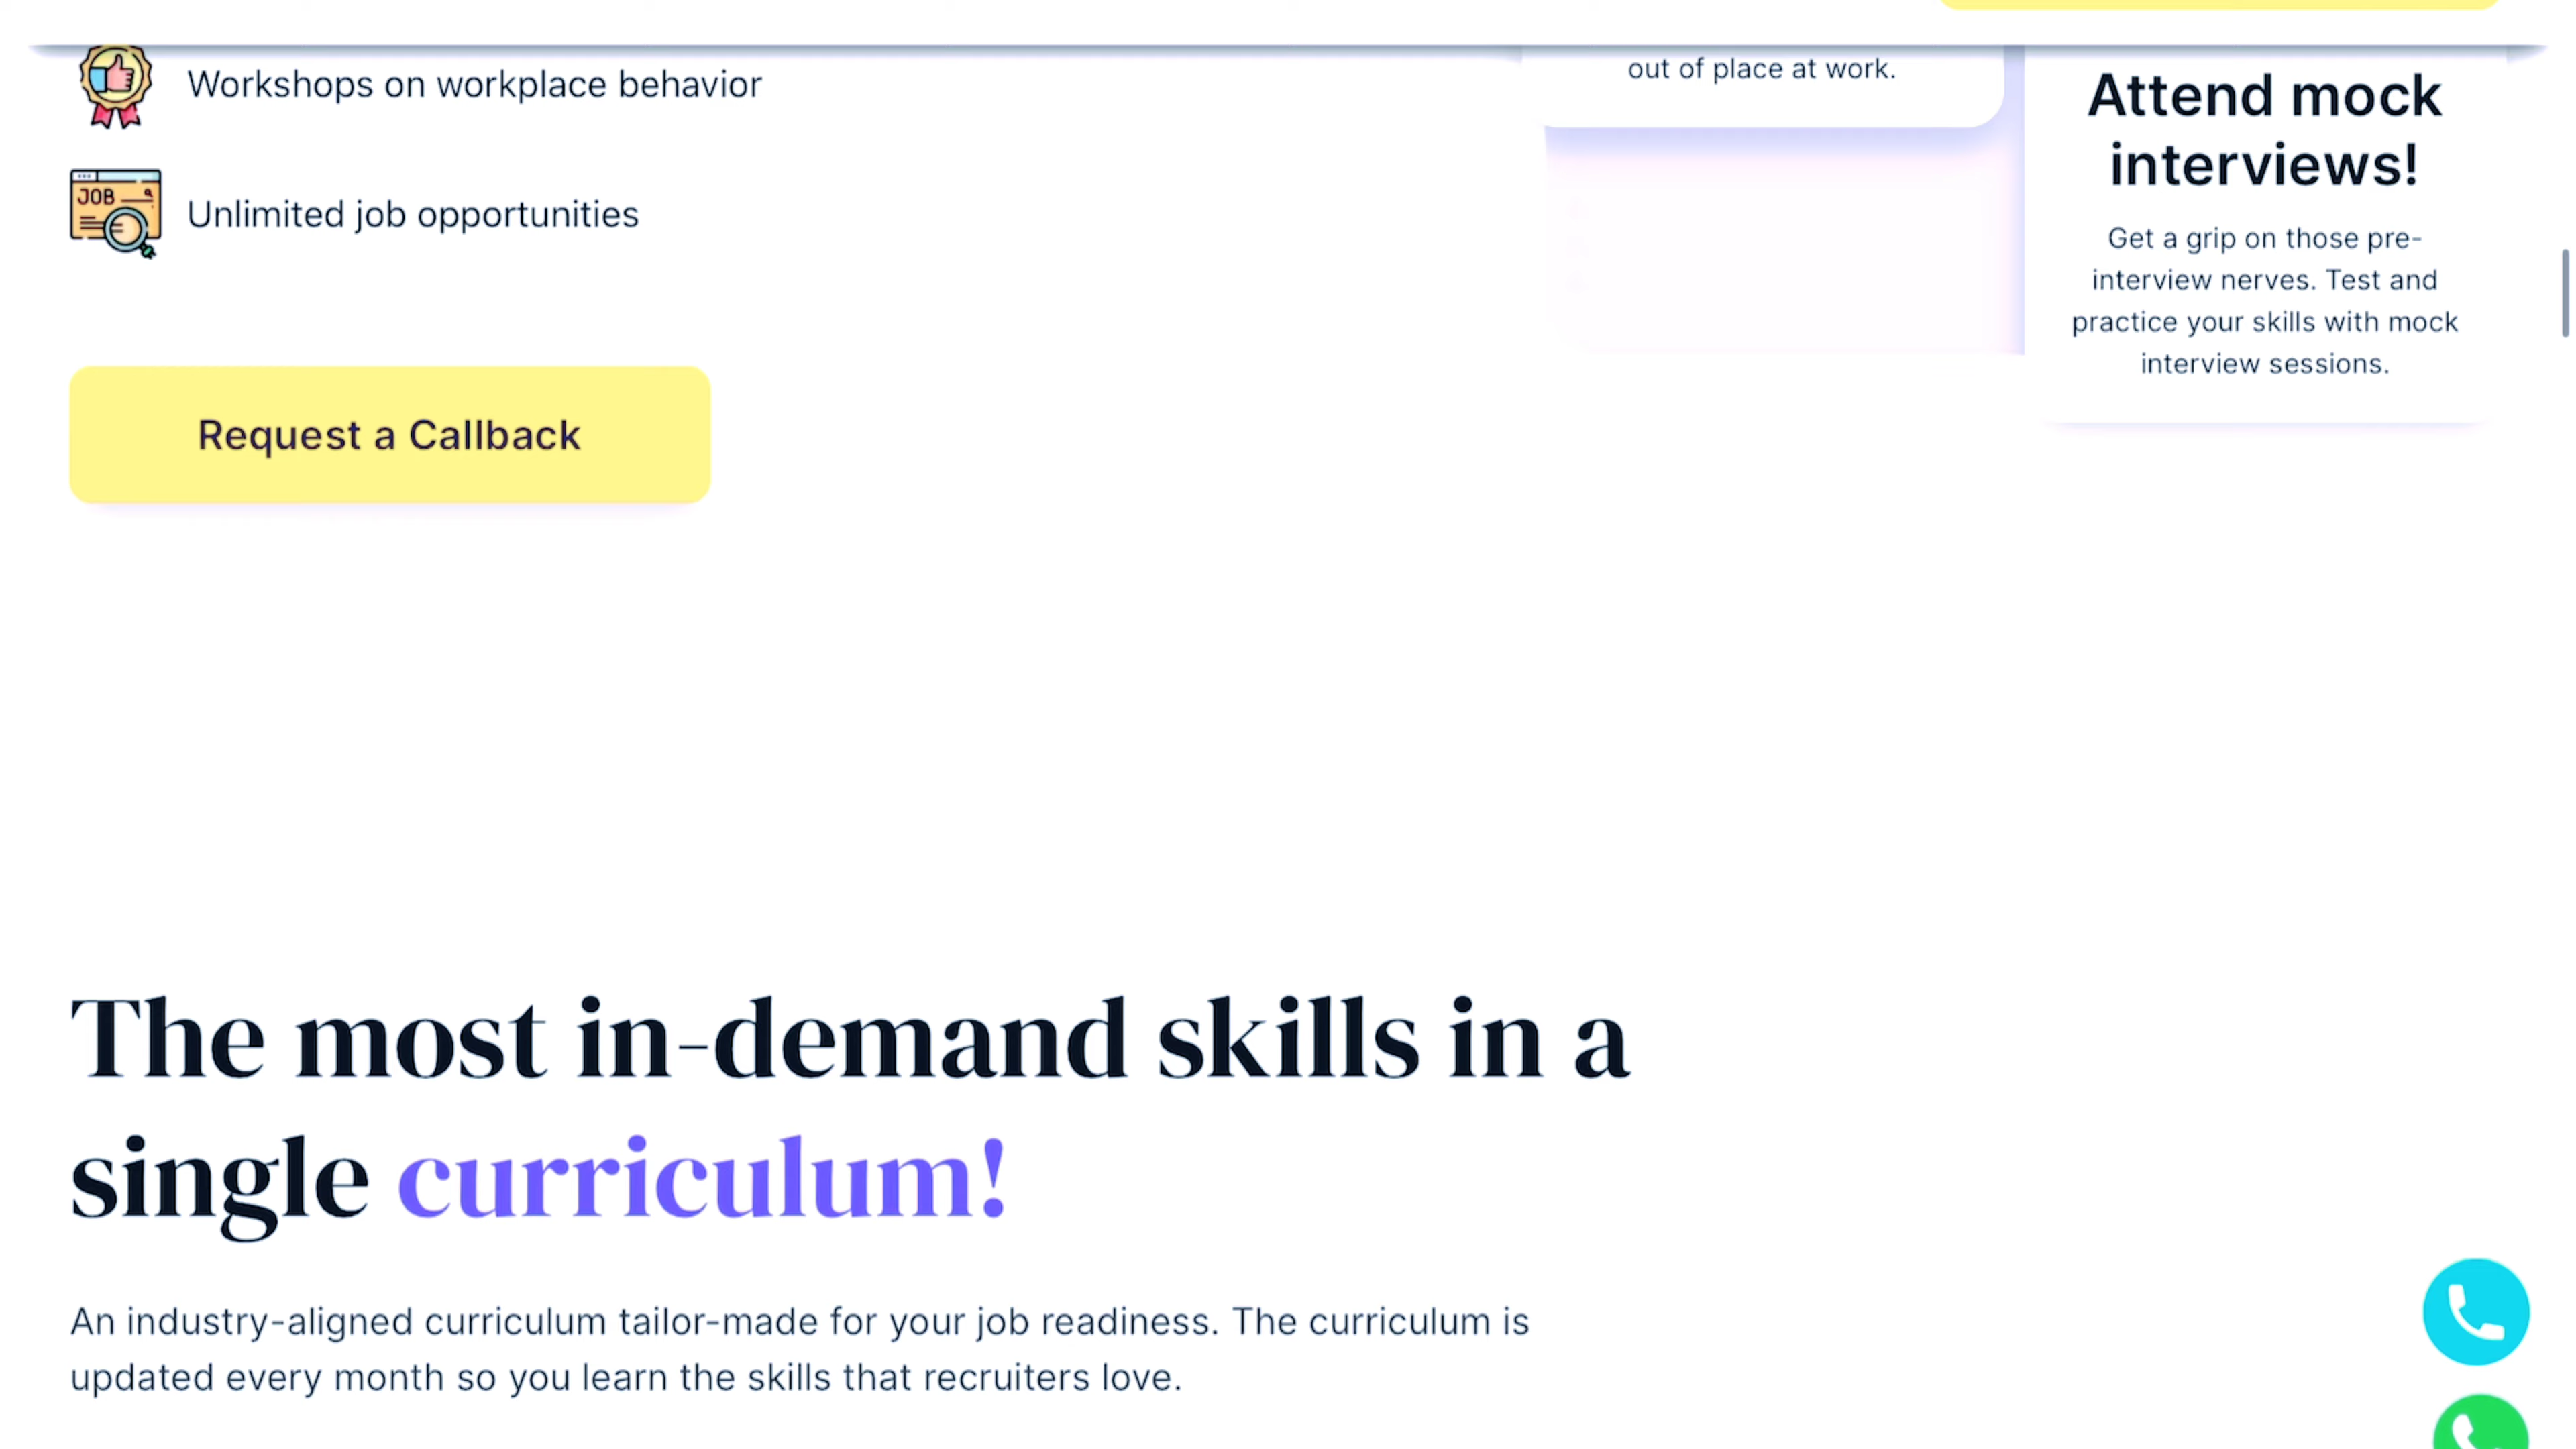 Workshops on workplace behavior
JOB
Unlimited job opportunities
Request a Callback
out of place at work.
Attend mock
interviews!
Get a grip on those pre-
interview nerves. Test and
practice your skills with mock
interview sessions.
The most in-demand skills in a
single curriculum!
An industry-aligned curriculum tailor-made for your job readiness. The curriculum is
updated every month so you learn the skills that recruiters love.